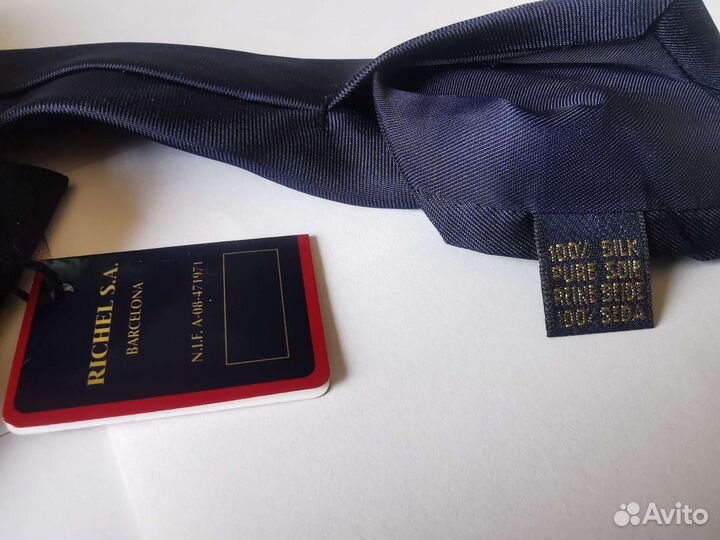 RICHEL S.A.
BARCELONA
N.I.F. A-08-471971
100% SILK
PURE SOIE
REINE SEIDE
100% SEDA
Avito